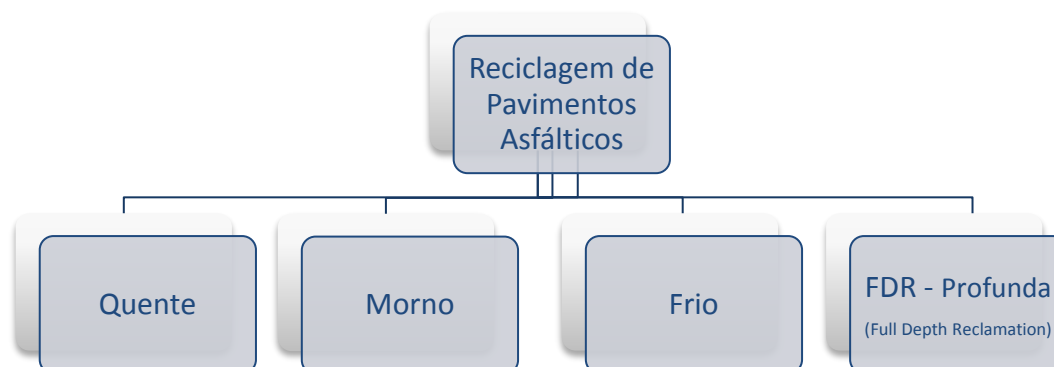 Reciclagem de
Pavimentos
Asfálticos
Quente
Morno
Frio
FDR - Profunda
(Full Depth Reclamation)